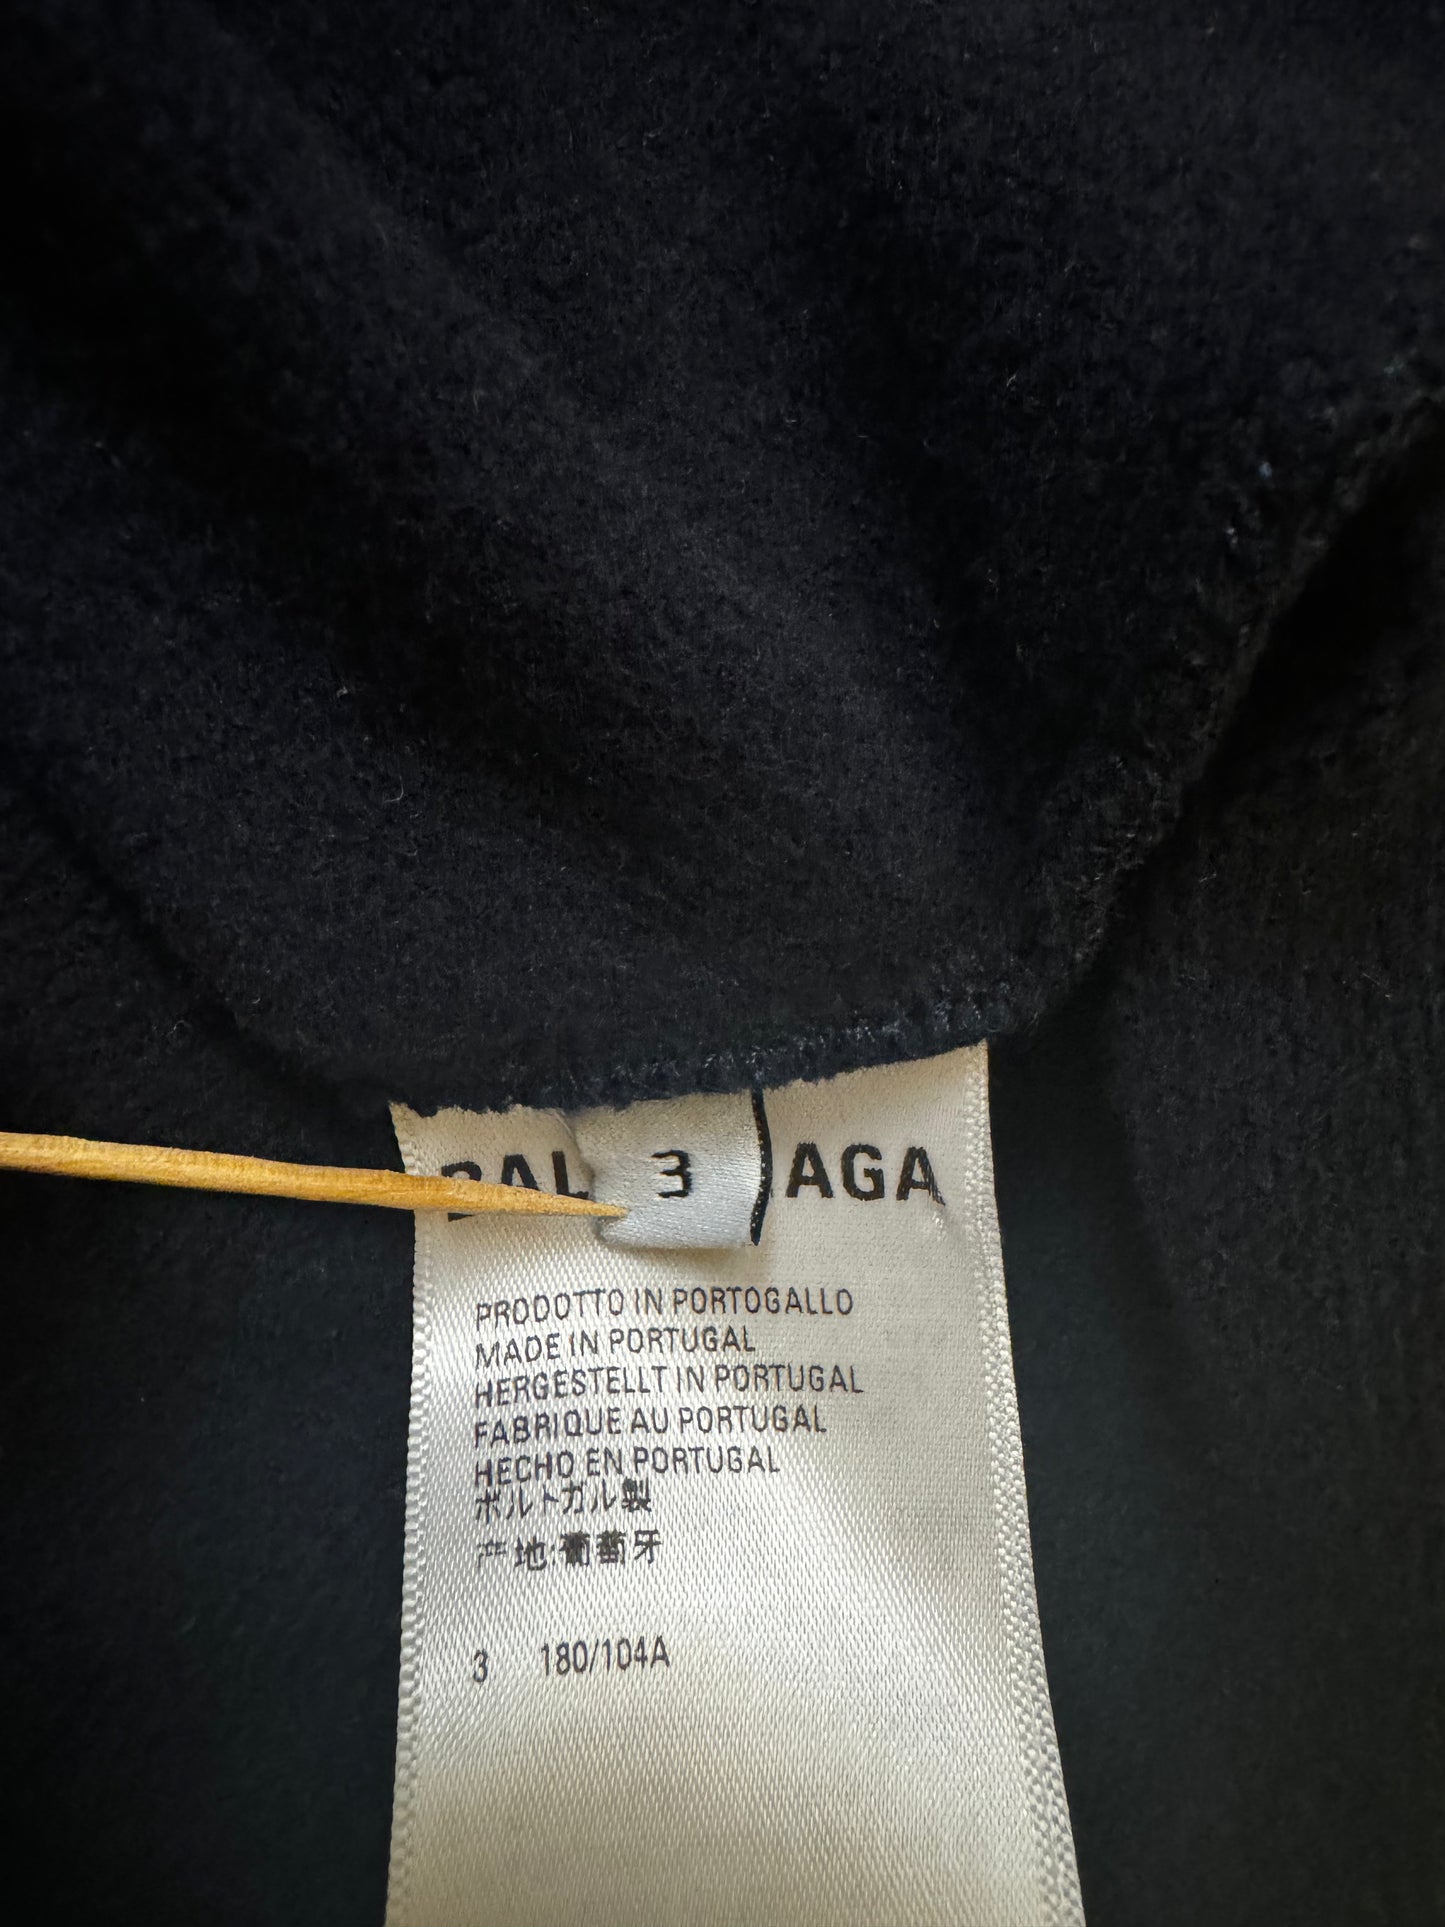 BAL 3 AGA
PRODOTTO IN PORTOGALLO
MADE IN PORTUGAL
HERGESTELLT IN PORTUGAL
FABRIQUE AU PORTUGAL
HECHO EN PORTUGAL
ポルトガル製
产地:葡萄牙
3 180/104A